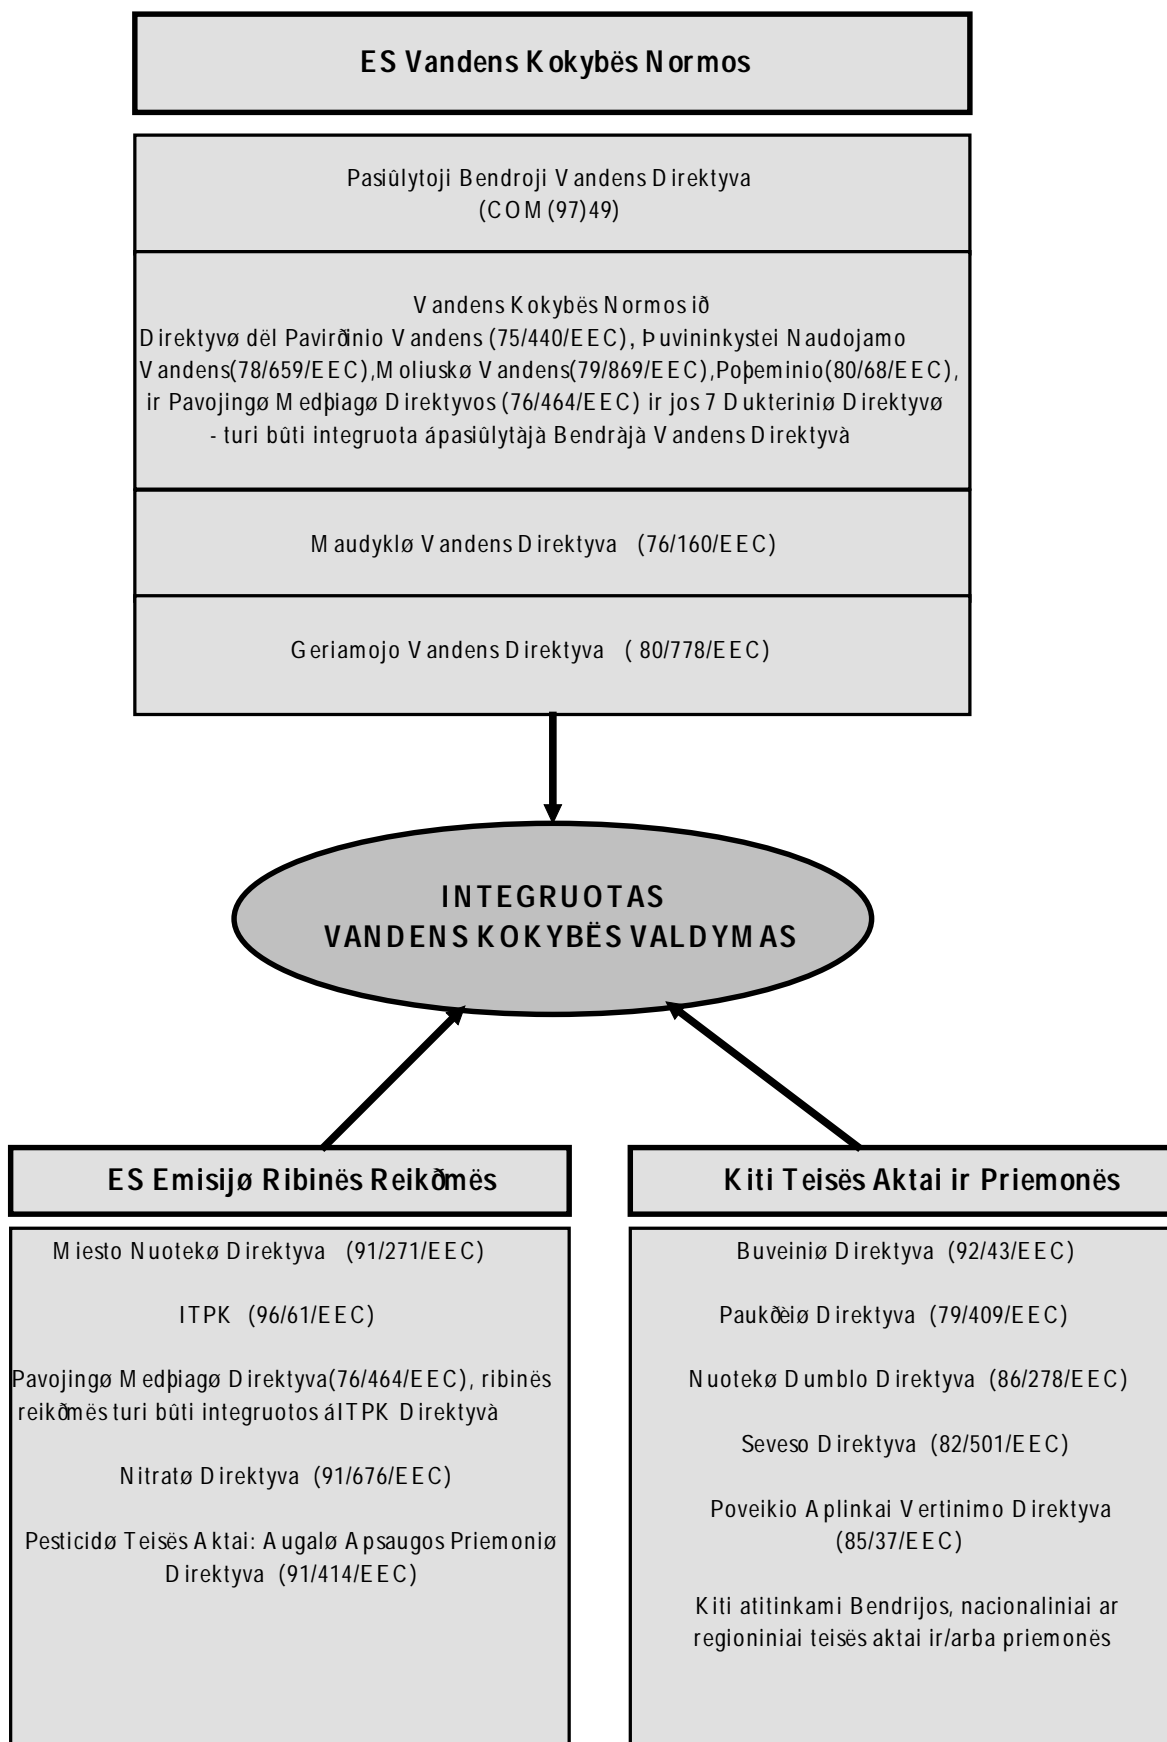 ES Vandens Kokybës Normos
Pasiûlytoji Bendroji Vandens Direktyva
(COM(97)49)
Vandens Kokybës Normos ið
Direktyvø dël Pavirðinio Vandens (75/440/EEC), Þuvininkystei Naudojamo
Vandens(78/659/EEC),Moliuskø Vandens(79/869/EEC),Poþeminio(80/68/EEC),
ir Pavojingø Medþiagø Direktyvos (76/464/EEC) ir jos 7 Dukteriniø Direktyvø
- turi bûti integruota ápasiûlytàjà Bendràjà Vandens Direktyvà
Maudyklø Vandens Direktyva (76/160/EEC)
Geriamojo Vandens Direktyva ( 80/778/EEC)
INTEGRUOTAS
VANDENS KOKYBËS VALDYMAS
ES Emisijø Ribinës Reikðmës
Miesto Nuotekø Direktyva (91/271/EEC)
ITPK (96/61/EEC)
Pavojingø Medþiagø Direktyva(76/464/EEC), ribinës
reikðmës turi bûti integruotos áITPK Direktyvà
Nitratø Direktyva (91/676/EEC)
Pesticidø Teisës Aktai: Augalø Apsaugos Priemoniø
Direktyva (91/414/EEC)
Kiti Teisës Aktai ir Priemonës
Buveiniø Direktyva (92/43/EEC)
Paukðèiø Direktyva (79/409/EEC)
Nuotekø Dumblo Direktyva (86/278/EEC)
Seveso Direktyva (82/501/EEC)
Poveikio Aplinkai Vertinimo Direktyva
(85/37/EEC)
Kiti atitinkami Bendrijos, nacionaliniai ar
regioniniai teisës aktai ir/arba priemonës